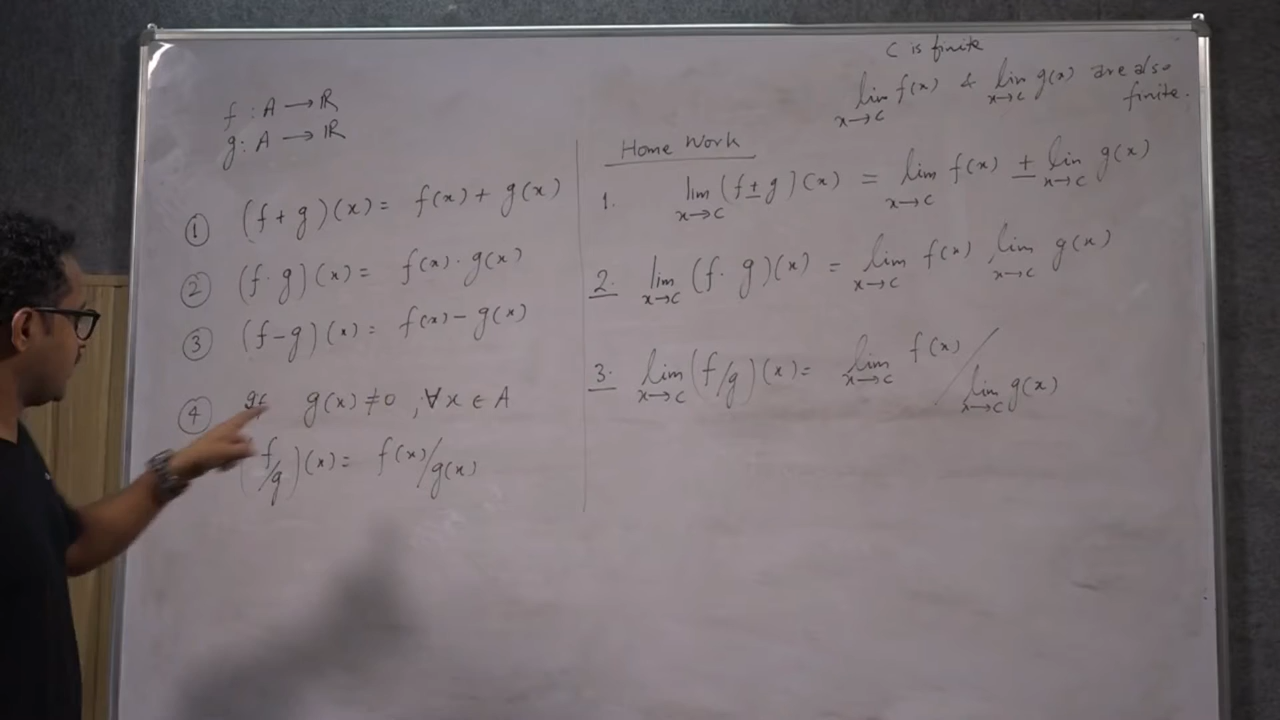 f : A → ℝ
g : A → ℝ
① (f + g)(x) = f(x) + g(x)
② (f · g)(x) = f(x) · g(x)
③ (f − g)(x) = f(x) − g(x)
④ If g(x) ≠ 0 , ∀ x ∈ A
(f/g)(x) = f(x)/g(x)
C is finite
lim x→c f(x) & lim x→c g(x) are also
finite.
Home Work
1. lim x→c (f ± g)(x) = lim x→c f(x) ± lim x→c g(x)
2. lim x→c (f · g)(x) = lim x→c f(x) lim x→c g(x)
3. lim x→c (f/g)(x) = lim x→c f(x) / lim x→c g(x)